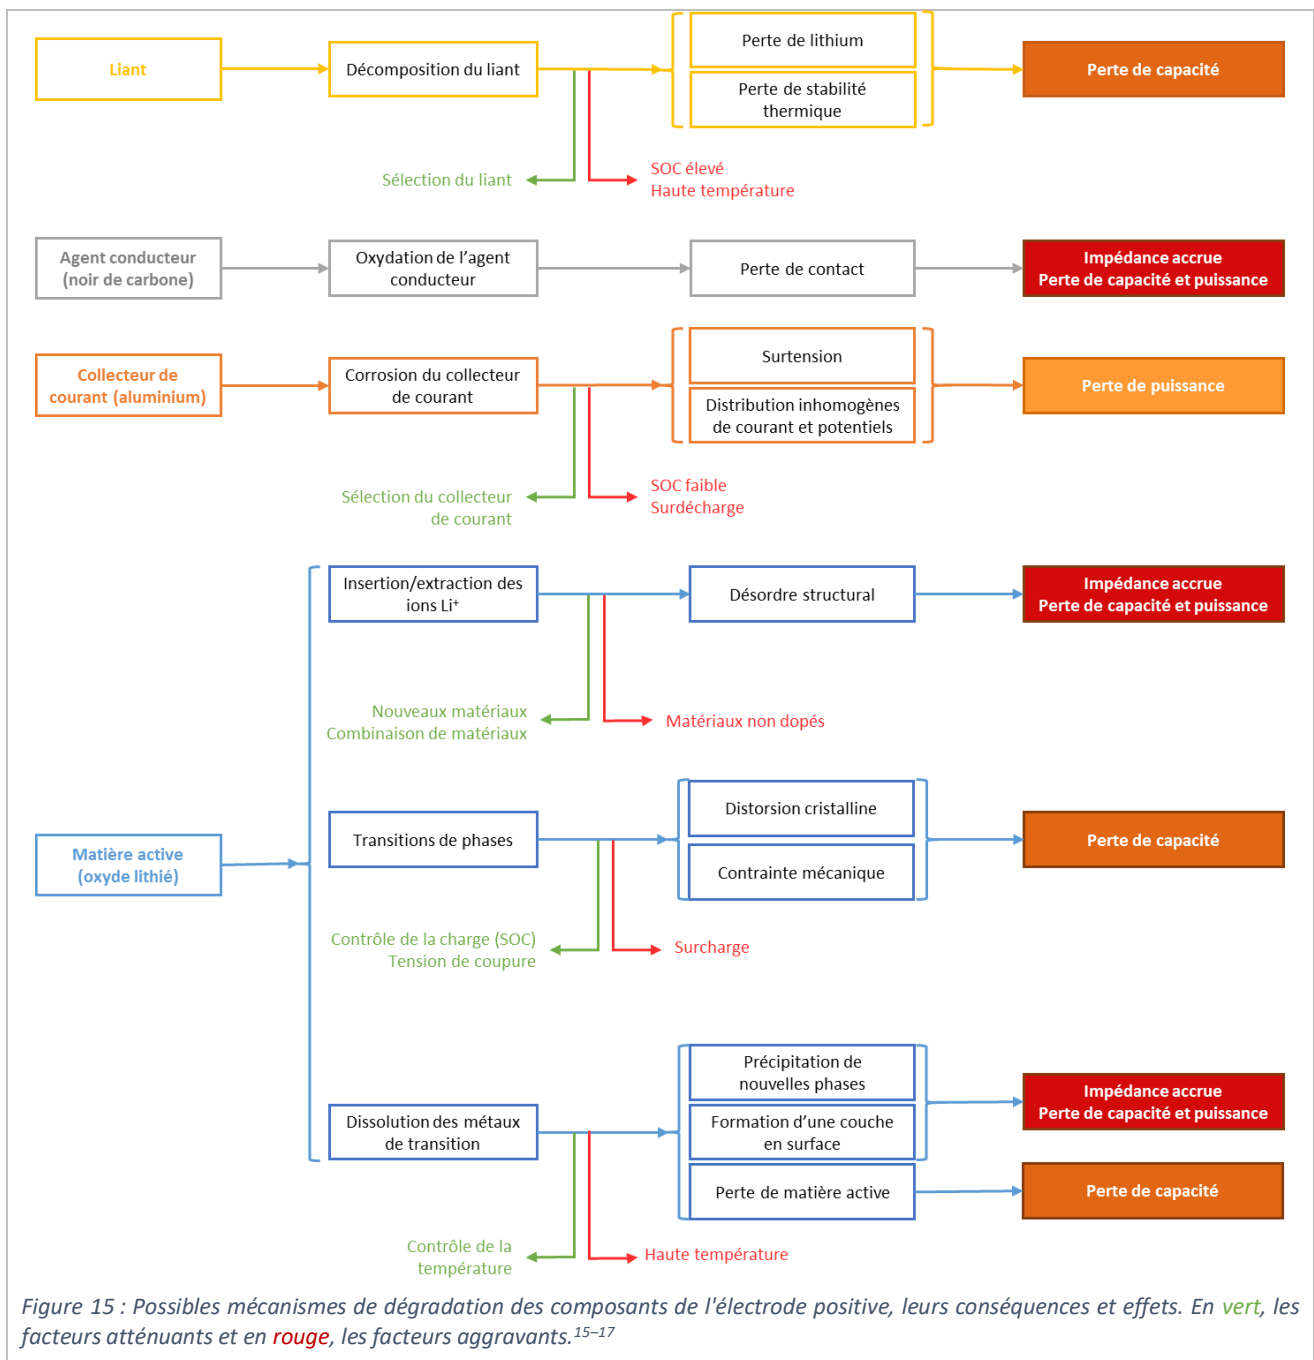 Liant
Décomposition du liant
Perte de lithium
Perte de stabilité
thermique
Perte de capacité
Sélection du liant
SOC élevé
Haute température
Agent conducteur
(noir de carbone)
Oxydation de l'agent
conducteur
Perte de contact
Impédance accrue
Perte de capacité et puissance
Collecteur de
courant (aluminium)
Corrosion du collecteur
de courant
Surtension
Distribution inhomogènes
de courant et potentiels
Perte de puissance
Sélection du collecteur
de courant
SOC faible
Surdécharge
Matière active
(oxyde lithié)
Insertion/extraction des
ions Li⁺
Désordre structural
Impédance accrue
Perte de capacité et puissance
Nouveaux matériaux
Combinaison de matériaux
Matériaux non dopés
Transitions de phases
Distorsion cristalline
Contrainte mécanique
Perte de capacité
Contrôle de la charge (SOC)
Tension de coupure
Surcharge
Dissolution des métaux
de transition
Précipitation de
nouvelles phases
Formation d'une couche
en surface
Perte de matière active
Impédance accrue
Perte de capacité et puissance
Perte de capacité
Contrôle de la
température
Haute température
Figure 15 : Possibles mécanismes de dégradation des composants de l'électrode positive, leurs conséquences et effets. En vert, les
facteurs atténuants et en rouge, les facteurs aggravants.¹⁵⁻¹⁷